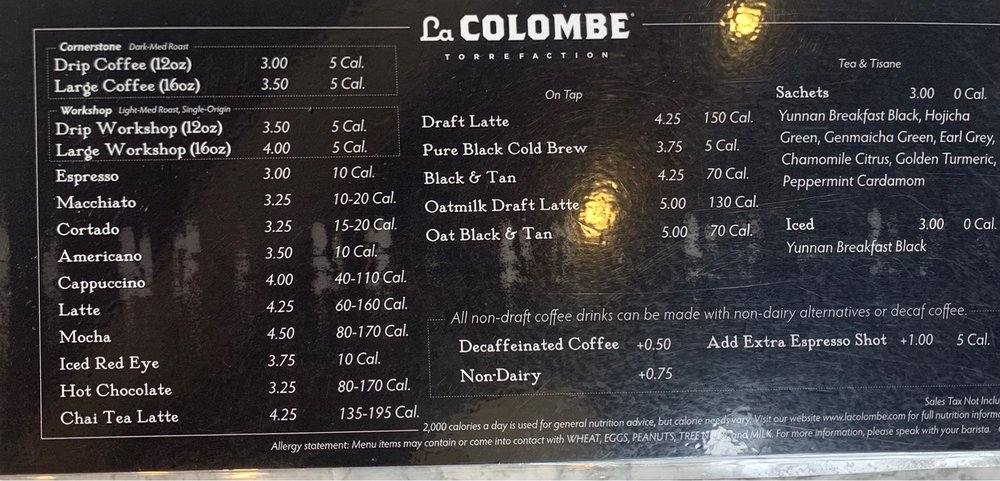 La COLOMBE
TORREFACTION
Cornerstone Dark-Med Roast
Drip Coffee (12oz) 3.00 5 Cal.
Large Coffee (16oz) 3.50 5 Cal.
Workshop Light-Med Roast, Single-Origin
Drip Workshop (12oz) 3.50 5 Cal.
Large Workshop (16oz) 4.00 5 Cal.
Espresso 3.00 10 Cal.
Macchiato 3.25 10-20 Cal.
Cortado 3.25 15-20 Cal.
Americano 3.50 10 Cal.
Cappuccino 4.00 40-110 Cal.
Latte 4.25 60-160 Cal.
Mocha 4.50 80-170 Cal.
Iced Red Eye 3.75 10 Cal.
Hot Chocolate 3.25 80-170 Cal.
Chai Tea Latte 4.25 135-195 Cal.
On Tap
Draft Latte 4.25 150 Cal.
Pure Black Cold Brew 3.75 5 Cal.
Black & Tan 4.25 70 Cal.
Oatmilk Draft Latte 5.00 130 Cal.
Oat Black & Tan 5.00 70 Cal.
Tea & Tisane
Sachets 3.00 0 Cal.
Yunnan Breakfast Black, Hojicha
Green, Genmaicha Green, Earl Grey,
Chamomile Citrus, Golden Turmeric,
Peppermint Cardamom
Iced 3.00 0 Cal.
Yunnan Breakfast Black
All non-draft coffee drinks can be made with non-dairy alternatives or decaf coffee.
Decaffeinated Coffee +0.50 Add Extra Espresso Shot +1.00 5 Cal.
Non-Dairy +0.75
Sales Tax Not
2,000 calories a day is used for general nutrition advice, but calorie needs vary. Visit our website www.lacolombe.com for full nutrition
Allergy statement: Menu items may contain or come into contact with WHEAT, EGGS, PEANUTS, TREE and MILK. For more information, please speak with your barista.